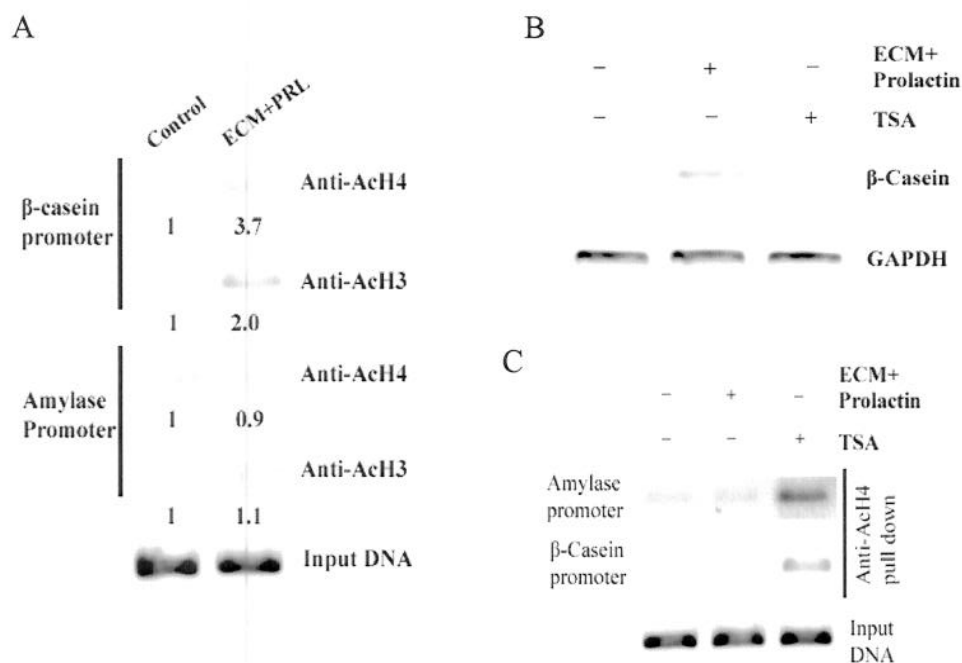 A
Control
ECM+PRL
β-casein
promoter
Anti-AcH4
1 3.7
Anti-AcH3
1 2.0
Amylase
Promoter
Anti-AcH4
1 0.9
Anti-AcH3
1 1.1
Input DNA
B
– + – ECM+
Prolactin
– – + TSA
β-Casein
GAPDH
C
– + – ECM+
Prolactin
– – + TSA
Amylase
promoter
β-Casein
promoter
Anti-AcH4
pull down
Input
DNA